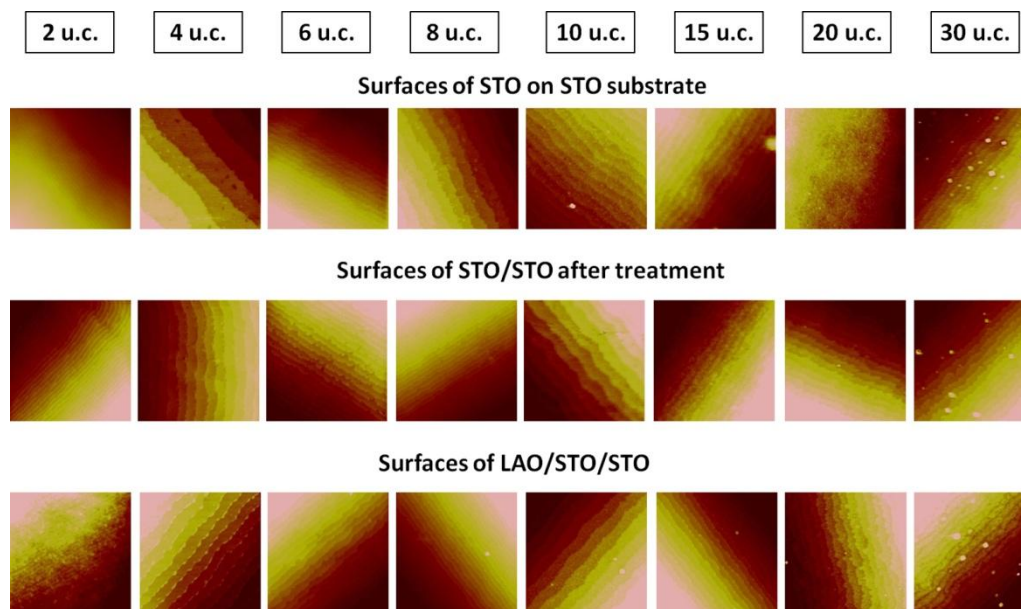 2 u.c. 4 u.c. 6 u.c. 8 u.c. 10 u.c. 15 u.c. 20 u.c. 30 u.c.
Surfaces of STO on STO substrate
Surfaces of STO/STO after treatment
Surfaces of LAO/STO/STO